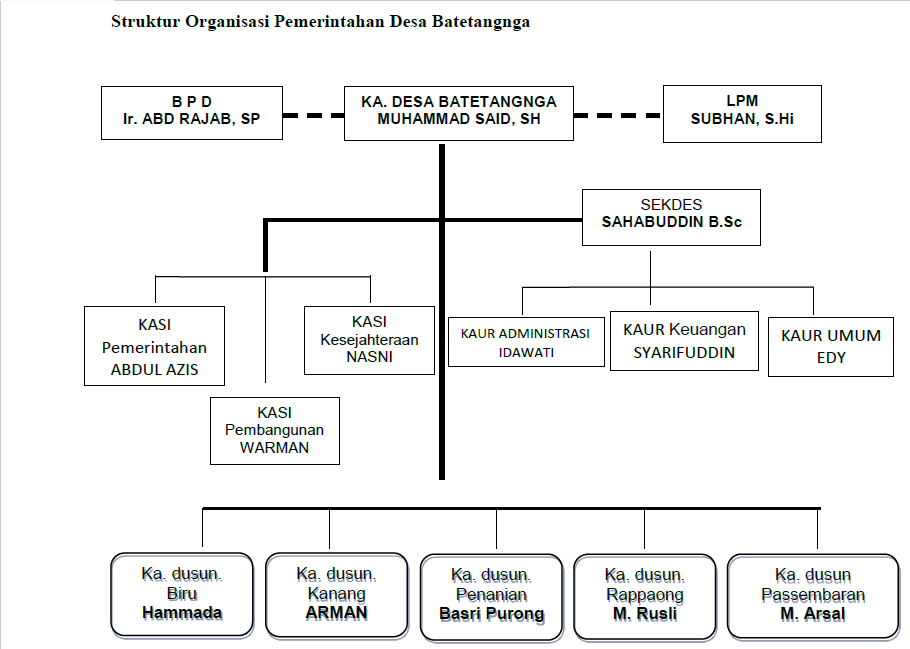 Struktur Organisasi Pemerintahan Desa Batetangnga
B P D
Ir. ABD RAJAB, SP
KA. DESA BATETANGNGA
MUHAMMAD SAID, SH
LPM
SUBHAN, S.Hi
SEKDES
SAHABUDDIN B.Sc
KASI
Pemerintahan
ABDUL AZIS
KASI
Kesejahteraan
NASNI
KAUR ADMINISTRASI
IDAWATI
KAUR Keuangan
SYARIFUDDIN
KAUR UMUM
EDY
KASI
Pembangunan
WARMAN
Ka. dusun.
Biru
Hammada
Ka. dusun.
Kanang
ARMAN
Ka. dusun.
Penanian
Basri Purong
Ka. dusun.
Rappaong
M. Rusli
Ka. dusun
Passembaran
M. Arsal